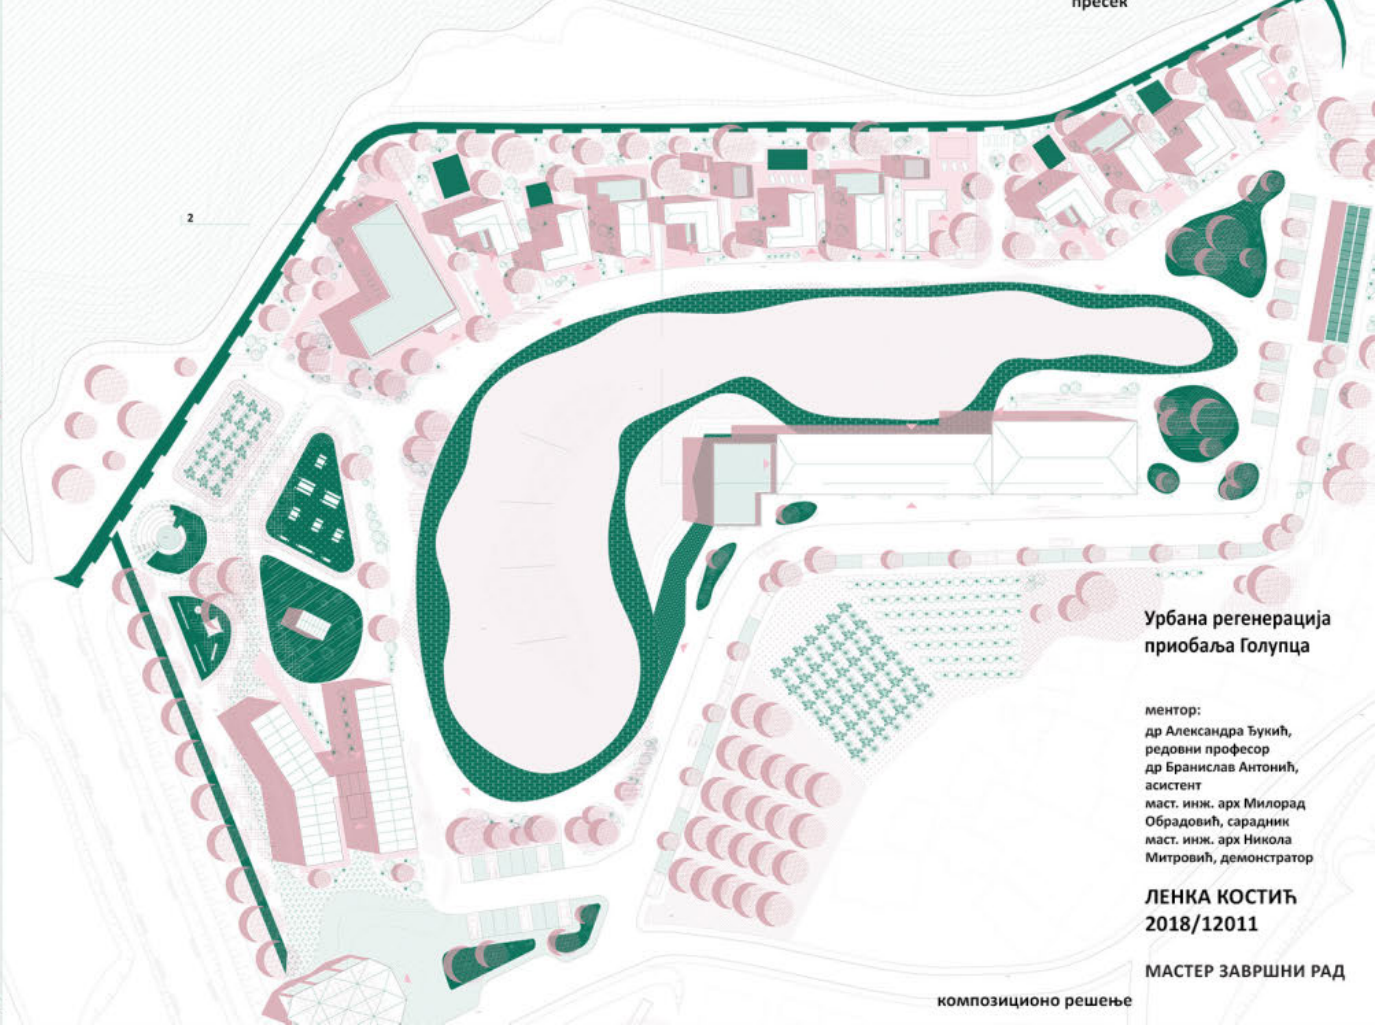 пресек
2
Урбана регенерација
приобаља Голупца
ментор:
др Александра Ђукић,
редовни професор
др Бранислав Антонић,
асистент
маст. инж. арх Милорад
Обрадовић, сарадник
маст. инж. арх Никола
Митровић, демонстратор
ЛЕНКА КОСТИЋ
2018/12011
МАСТЕР ЗАВРШНИ РАД
композиционо решење